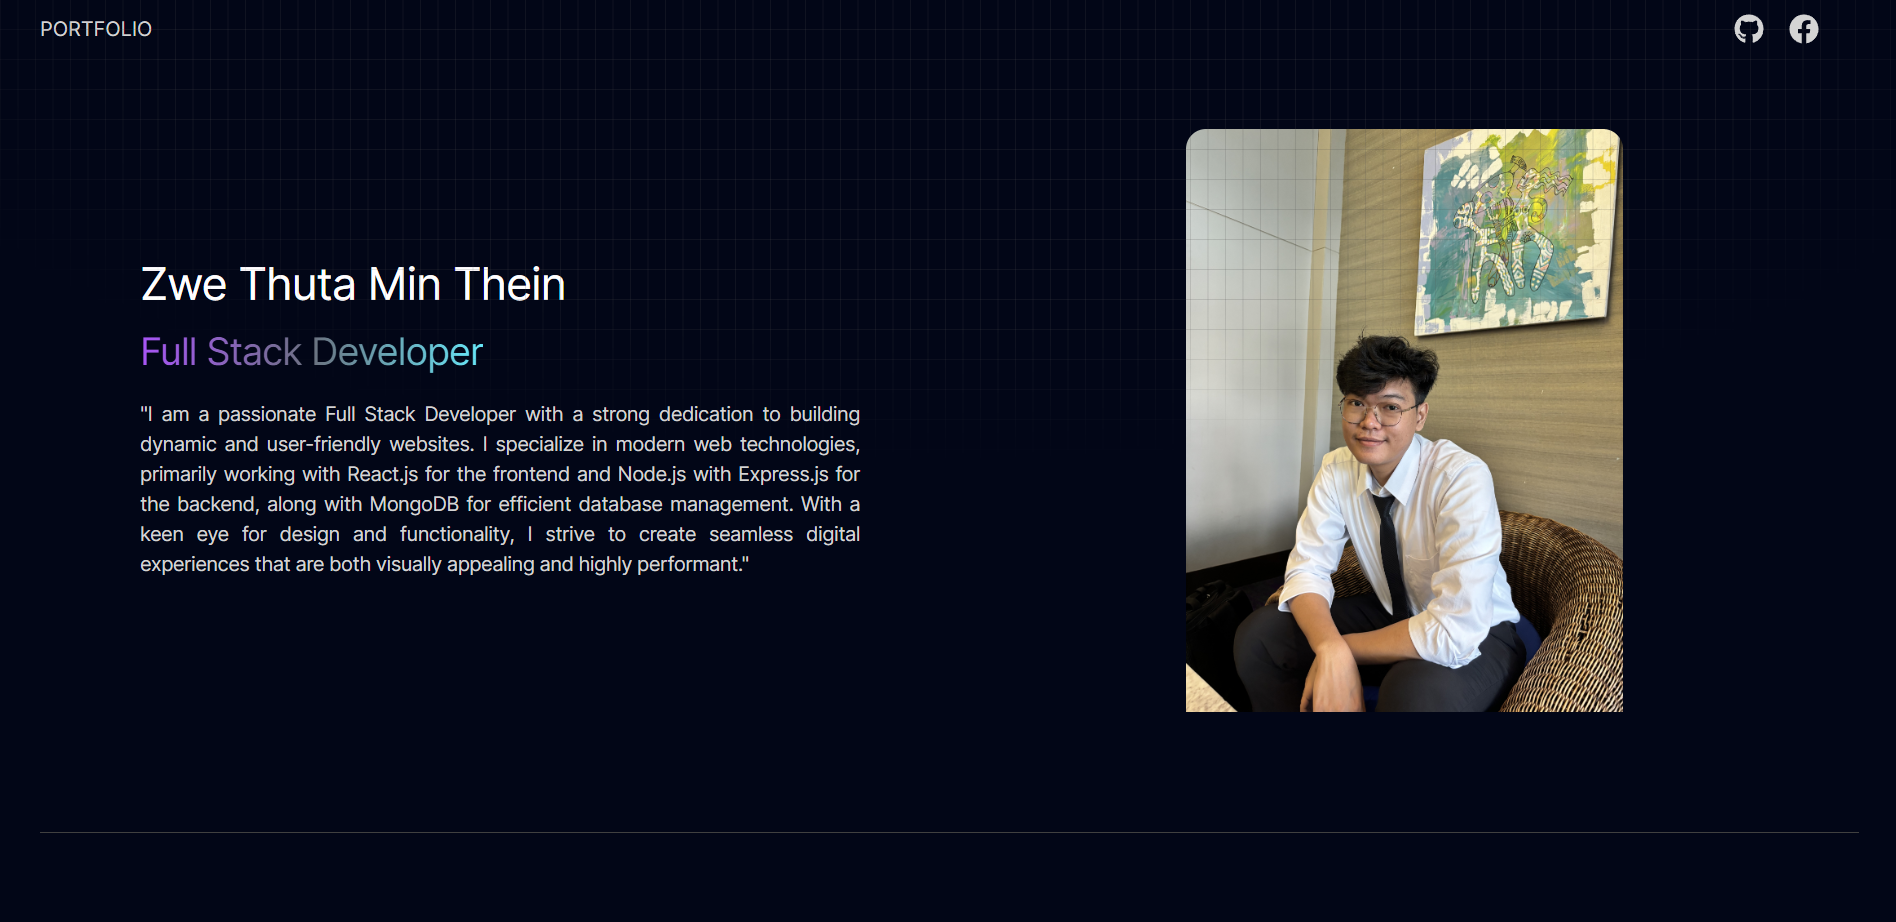 PORTFOLIO
Zwe Thuta Min Thein
Full Stack Developer
"I am a passionate Full Stack Developer with a strong dedication to building
dynamic and user-friendly websites. I specialize in modern web technologies,
primarily working with React.js for the frontend and Node.js with Express.js for
the backend, along with MongoDB for efficient database management. With a
keen eye for design and functionality, I strive to create seamless digital
experiences that are both visually appealing and highly performant."